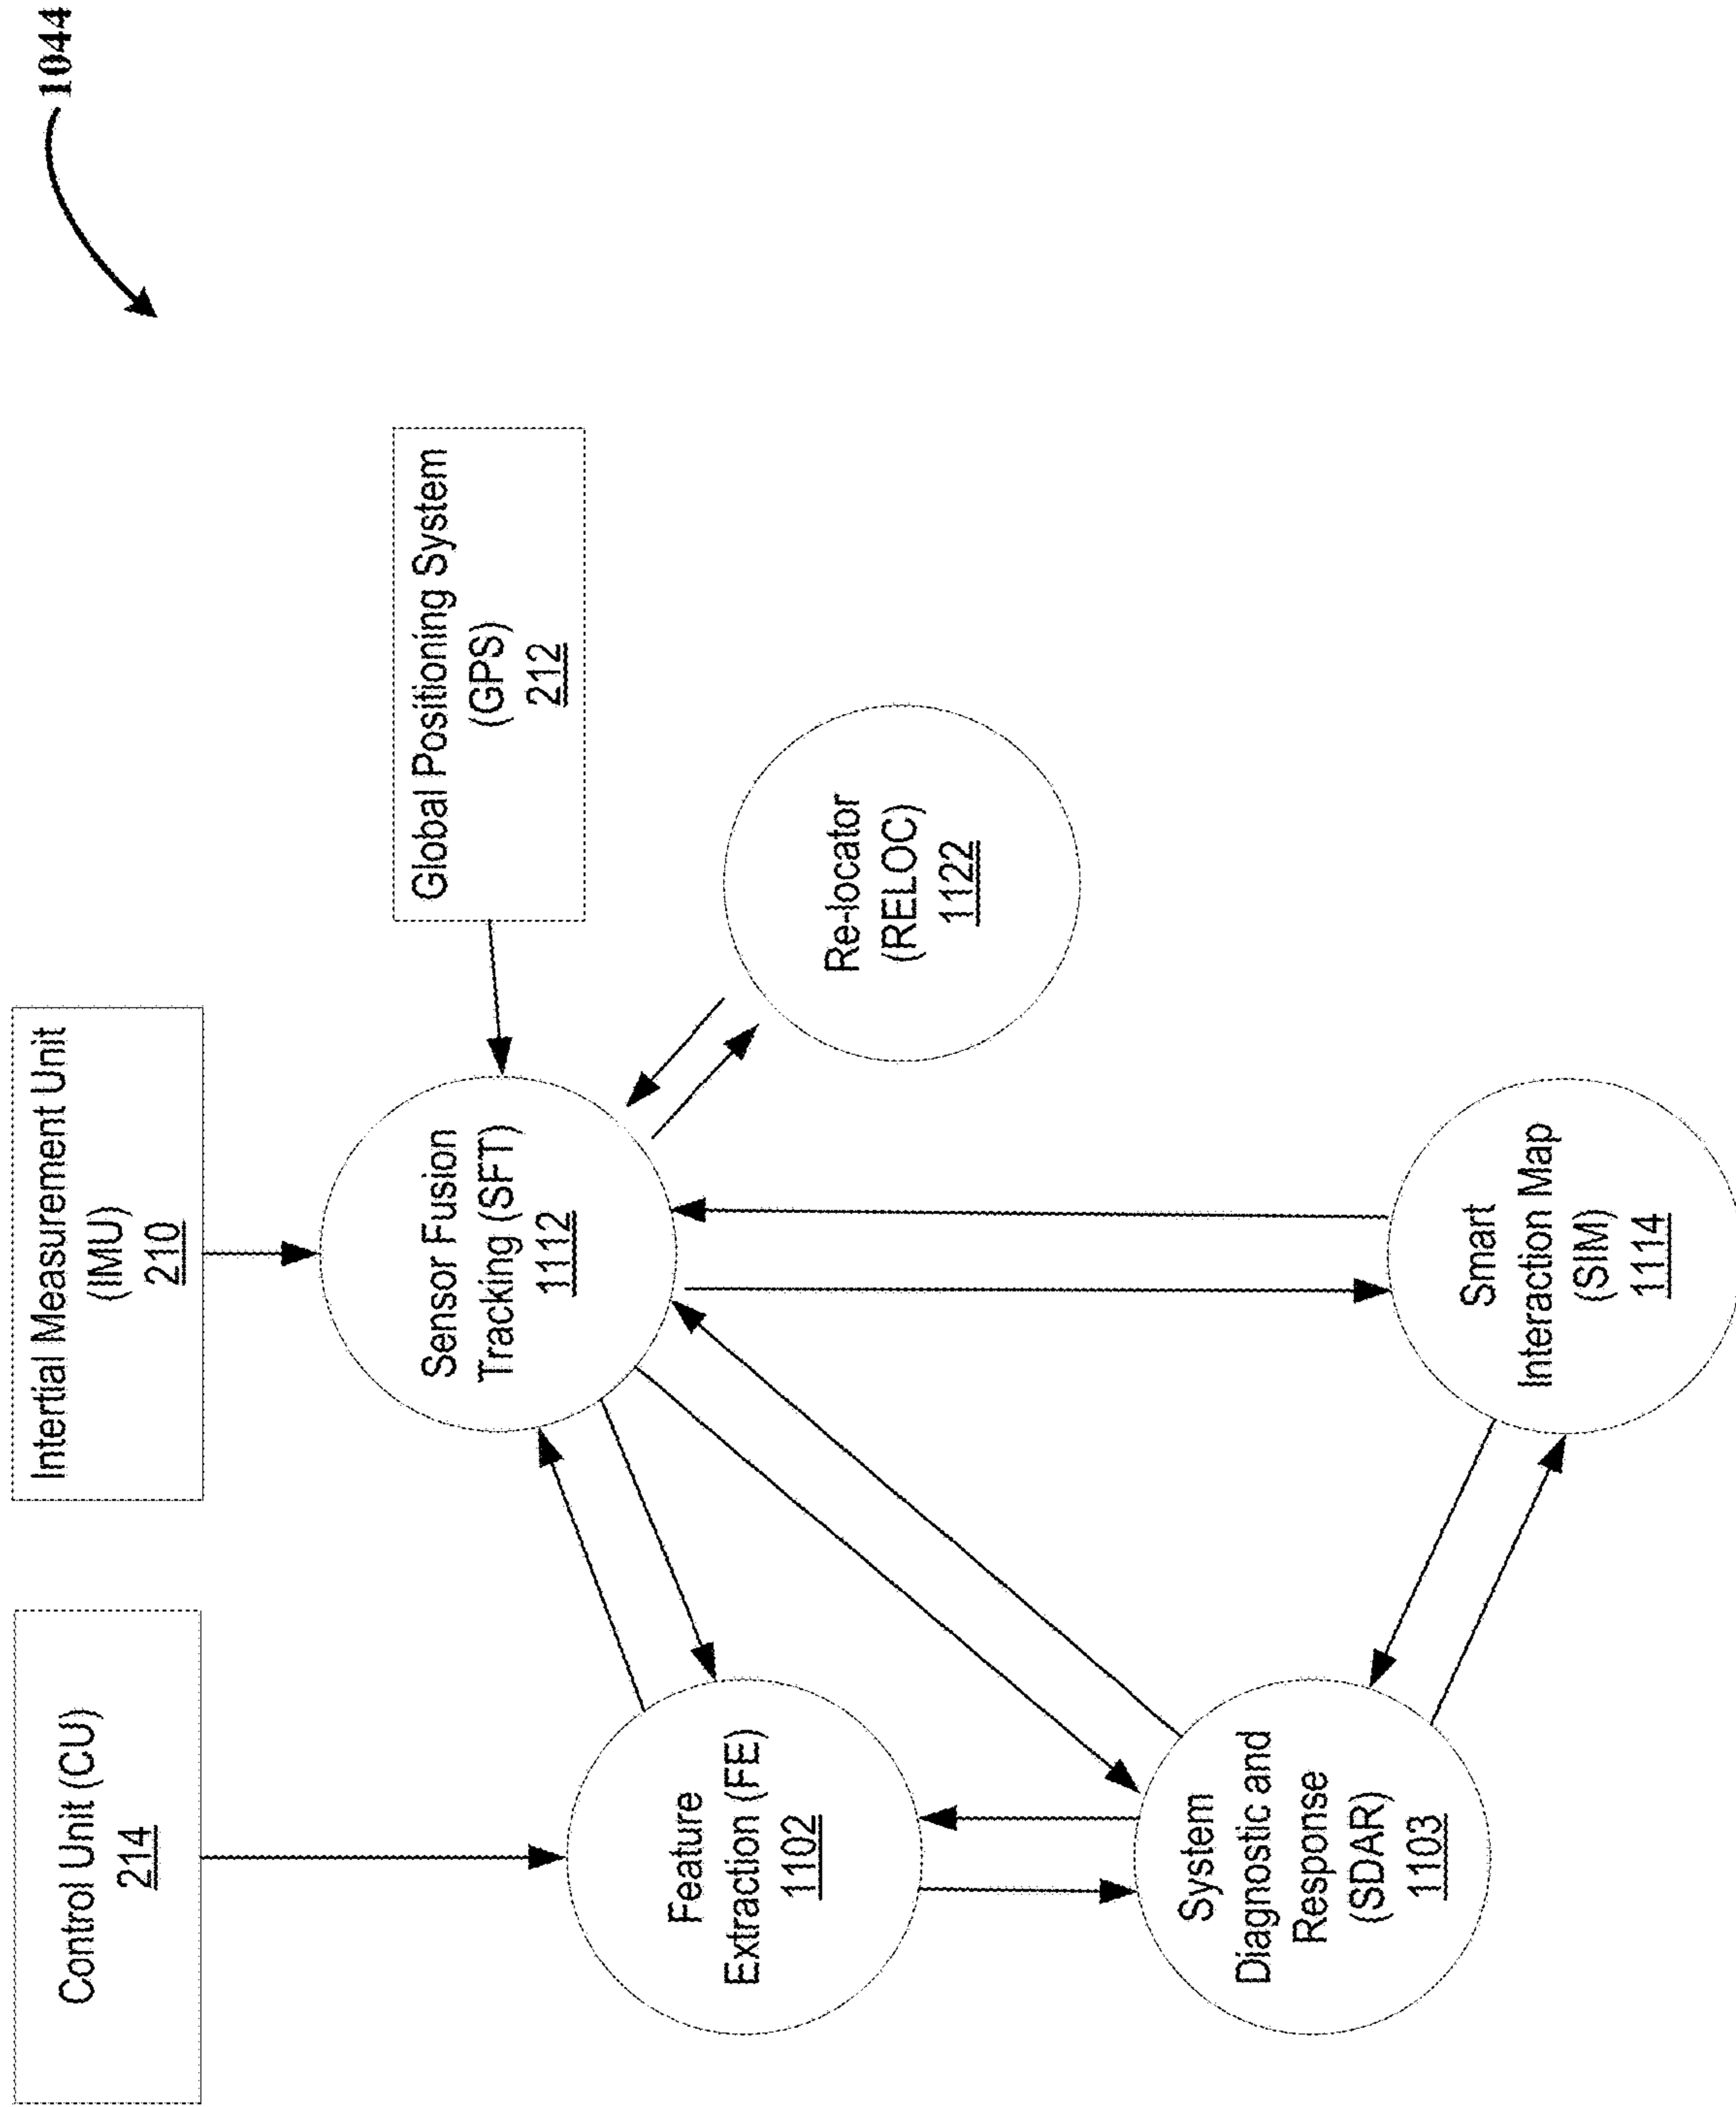 1044
Control Unit (CU)
214
Intertial Measurement Unit
(IMU)
210
Global Positioning System
(GPS)
212
Sensor Fusion
Tracking (SFT)
1112
Re-locator
(RELOC)
1122
Feature
Extraction (FE)
1102
System
Diagnostic and
Response
(SDAR)
1103
Smart
Interaction Map
(SIM)
1114